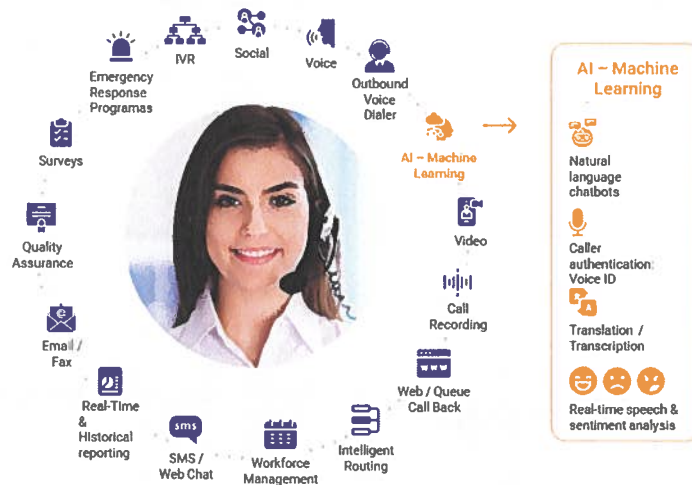 IVR
Social
Voice
Outbound
Voice
Dialer
AI – Machine
Learning
Video
Call
Recording
Web / Queue
Call Back
Intelligent
Routing
Workforce
Management
sms
SMS /
Web Chat
Real-Time
&
Historical
reporting
Email /
Fax
Quality
Assurance
Surveys
Emergency
Response
Programas
AI – Machine
Learning
Natural
language
chatbots
Caller
authentication:
Voice ID
Translation /
Transcription
Real-time speech &
sentiment analysis